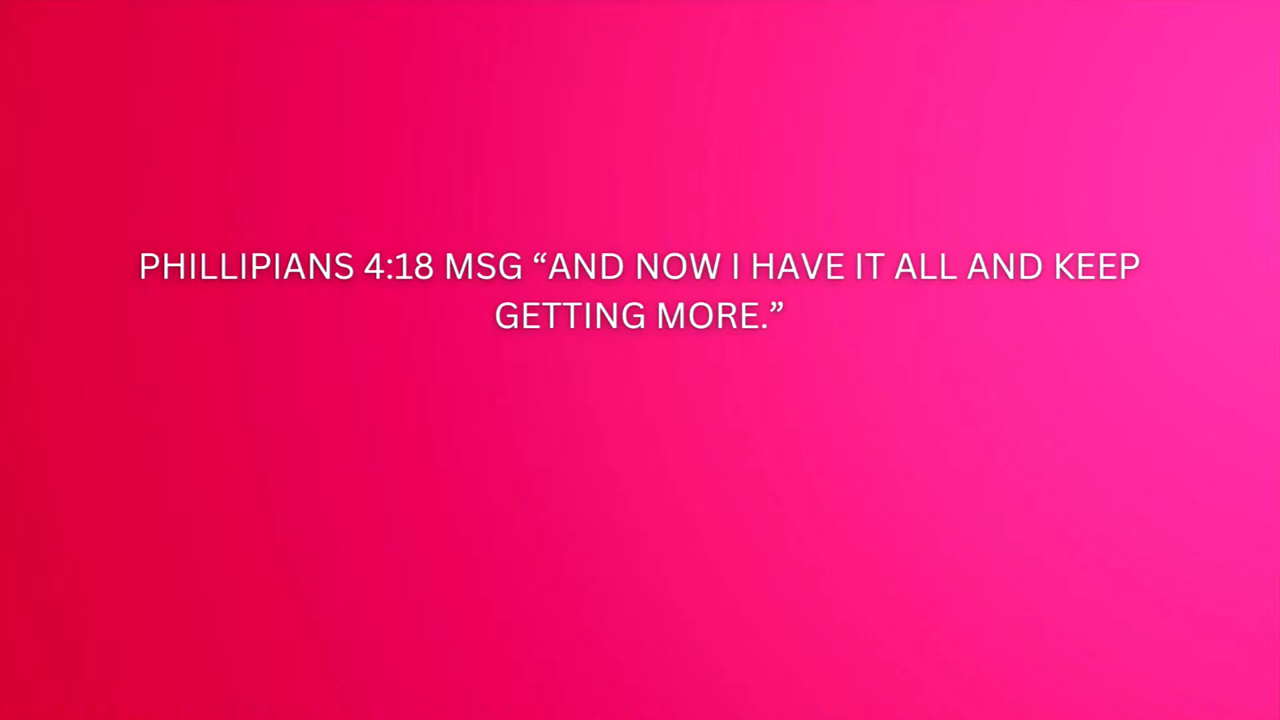 PHILLIPIANS 4:18 MSG “AND NOW I HAVE IT ALL AND KEEP
GETTING MORE.”